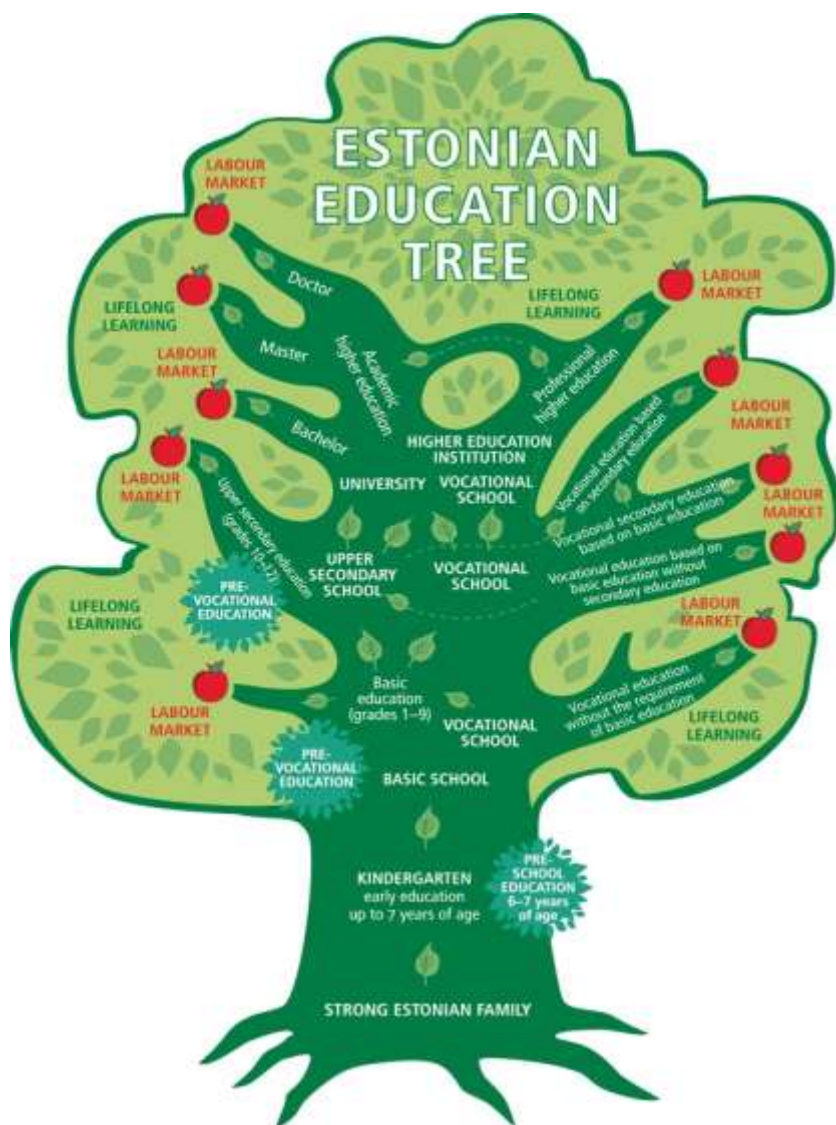 ESTONIAN
EDUCATION
TREE
LABOUR
MARKET
Doctor
LIFELONG
LEARNING
Master
Academic
higher education
LABOUR
MARKET
Bachelor
LABOUR
MARKET
Upper secondary education
(grades 10–12)
LIFELONG
LEARNING
LABOUR
MARKET
Professional
higher education
HIGHER EDUCATION
INSTITUTION
UNIVERSITY
VOCATIONAL
SCHOOL
Vocational education based
on secondary education
LABOUR
MARKET
Vocational secondary education
based on basic education
LABOUR
MARKET
UPPER
SECONDARY
SCHOOL
VOCATIONAL
SCHOOL
Vocational education based on
basic education without
secondary education
PRE-
VOCATIONAL
EDUCATION
LIFELONG
LEARNING
LABOUR
MARKET
LABOUR
MARKET
Basic
education
(grades 1–9)
VOCATIONAL
SCHOOL
Vocational education
without the requirement
of basic education
LIFELONG
LEARNING
PRE-
VOCATIONAL
EDUCATION
BASIC SCHOOL
KINDERGARTEN
early education
up to 7 years of age
PRE-
SCHOOL
EDUCATION
6–7 years
of age
STRONG ESTONIAN FAMILY